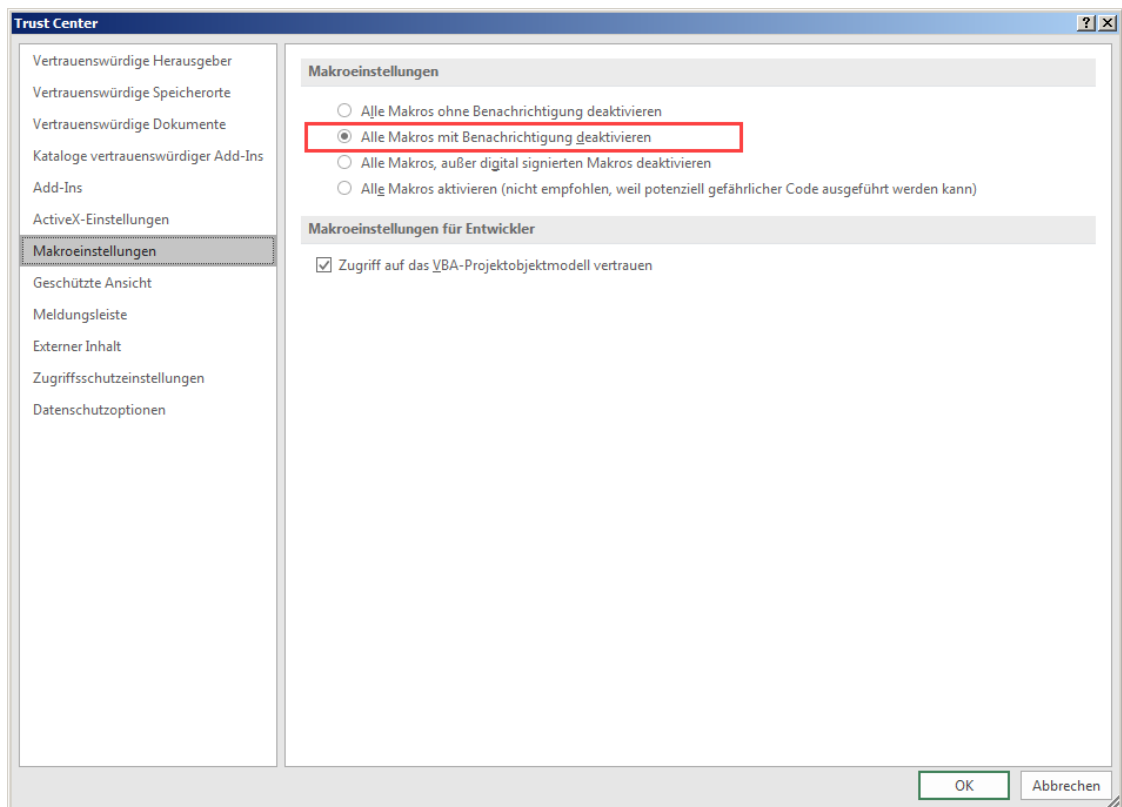 Trust Center
Vertrauenswürdige Herausgeber
Vertrauenswürdige Speicherorte
Vertrauenswürdige Dokumente
Kataloge vertrauenswürdiger Add-Ins
Add-Ins
ActiveX-Einstellungen
Makroeinstellungen
Geschützte Ansicht
Meldungsleiste
Externer Inhalt
Zugriffsschutzeinstellungen
Datenschutzoptionen
Makroeinstellungen
Alle Makros ohne Benachrichtigung deaktivieren
Alle Makros mit Benachrichtigung deaktivieren
Alle Makros, außer digital signierten Makros deaktivieren
Alle Makros aktivieren (nicht empfohlen, weil potenziell gefährlicher Code ausgeführt werden kann)
Makroeinstellungen für Entwickler
Zugriff auf das VBA-Projektobjektmodell vertrauen
OK
Abbrechen